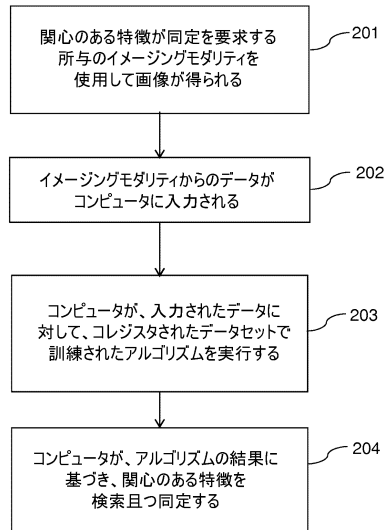 関心のある特徴が同定を要求する
所与のイメージングモダリティを
使用して画像が得られる
201
イメージングモダリティからのデータが
コンピュータに入力される
202
コンピュータが、入力されたデータに
対して、コレジスタされたデータセットで
訓練されたアルゴリズムを実行する
203
コンピュータが、アルゴリズムの結果に
基づき、関心のある特徴を
検索且つ同定する
204